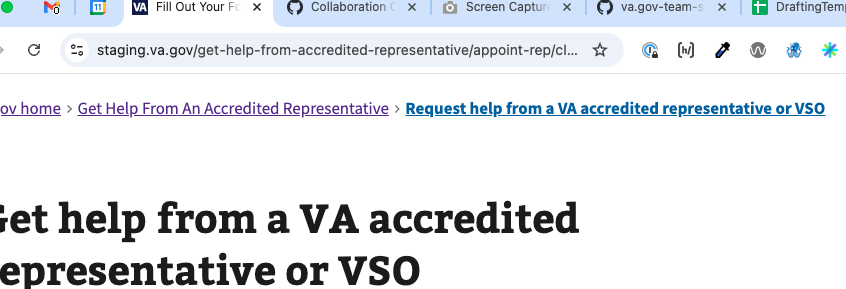 11 VA Fill Out Your Fo Collaboration Screen Capture va.gov-team-s DraftingTemp
staging.va.gov/get-help-from-accredited-representative/appoint-rep/cl...
ov home > Get Help From An Accredited Representative > Request help from a VA accredited representative or VSO
Get help from a VA accredited
epresentative or VSO